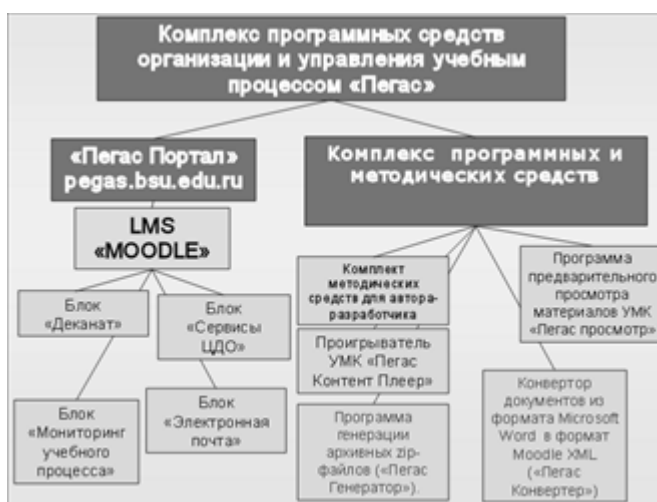 Комплекс программных средств
организации и управления учебным
процессом «Пегас»
«Пегас Портал»
pegas.bsu.edu.ru
Комплекс программных и
методических средств
LMS
«MOODLE»
Блок
«Деканат»
Блок
«Сервисы
ЦДО»
Блок
«Мониторинг
учебного
процесса»
Блок
«Электронная
почта»
Комплект
методических
средств для автора-
разработчика
Проигрыватель
УМК «Пегас
Контент Плеер»
Программа
генерации
архивных zip-
файлов («Пегас
Генератор»).
Программа
предварительного
просмотра
материалов УМК
«Пегас просмотр»
Конвертор
документов из
формата Microsoft
Word в формат
Moodle XML
(«Пегас
Конвертер»)